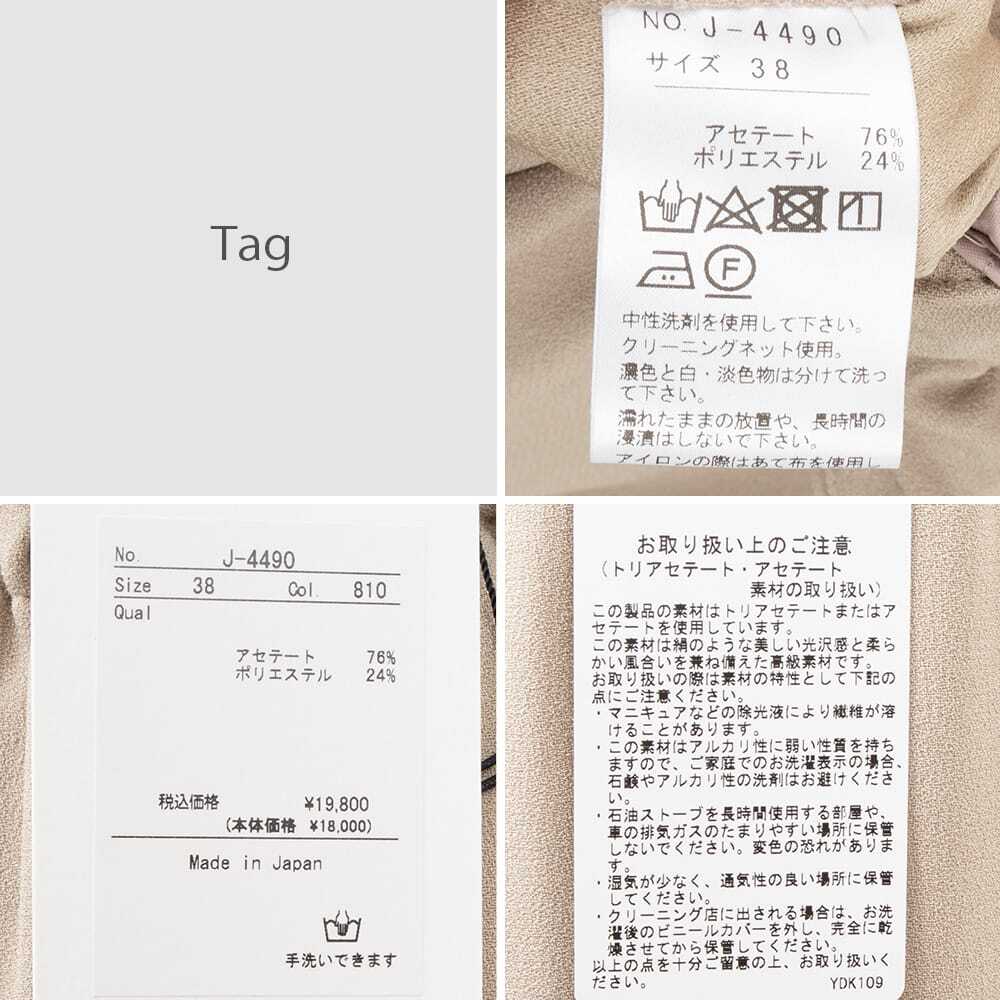 Tag
NO. J-4490
サイズ 38
アセテート 76%
ポリエステル 24%
F
中性洗剤を使用して下さい。
クリーニングネット使用。
濃色と白・淡色物は分けて洗っ
て下さい。
濡れたままの放置や、長時間の
浸漬はしないで下さい。
アイロンの際はあて布を使用し
No. J-4490
Size 38 Col. 810
Qual
アセテート 76%
ポリエステル 24%
税込価格 ¥19,800
(本体価格 ¥18,000)
Made in Japan
手洗いできます
お取り扱い上のご注意
(トリアセテート・アセテート
素材の取り扱い)
この製品の素材はトリアセテートまたはア
セテートを使用しています。
この素材は絹のような美しい光沢感と柔ら
かい風合いを兼ね備えた高級素材です。
お取り扱いの際は素材の特性として下記の
点にご注意ください。
・マニキュアなどの除光液により繊維が溶
けることがあります。
・この素材はアルカリ性に弱い性質を持ち
ますので、ご家庭でのお洗濯表示の場合、
石鹸やアルカリ性の洗剤はお避けくださ
い。
・石油ストーブを長時間使用する部屋や、
車の排気ガスのたまりやすい場所に保管
しないでください。変色の恐れがありま
す。
・湿気が少なく、通気性の良い場所に保管
してください。
・クリーニング店に出される場合は、お洗
濯後のビニールカバーを外し、完全に乾
燥させてから保管してください。
以上の点を十分ご留意の上、お取り扱いく
ださい。
YDK109